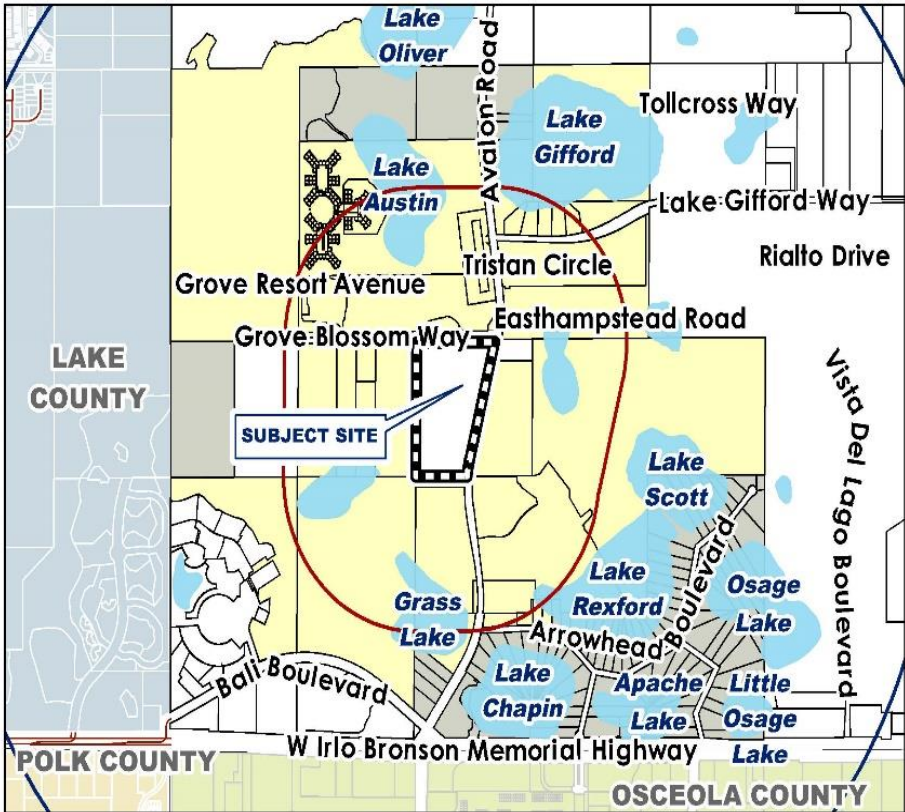 Lake
Oliver
Avalon Road
Tollcross Way
Lake
Gifford
Lake
Austin
Lake Gifford Way
Rialto Drive
Tristan Circle
Grove Resort Avenue
Easthampstead Road
Grove Blossom Way
LAKE
COUNTY
SUBJECT SITE
Vista Del Lago Boulevard
Lake
Scott
Lake
Rexford
Osage
Lake
Grass
Lake
Arrowhead Boulevard
Bali Boulevard
Lake
Chapin
Apache
Lake
Little
Osage
Lake
W Irlo Bronson Memorial Highway
POLK COUNTY
OSCEOLA COUNTY